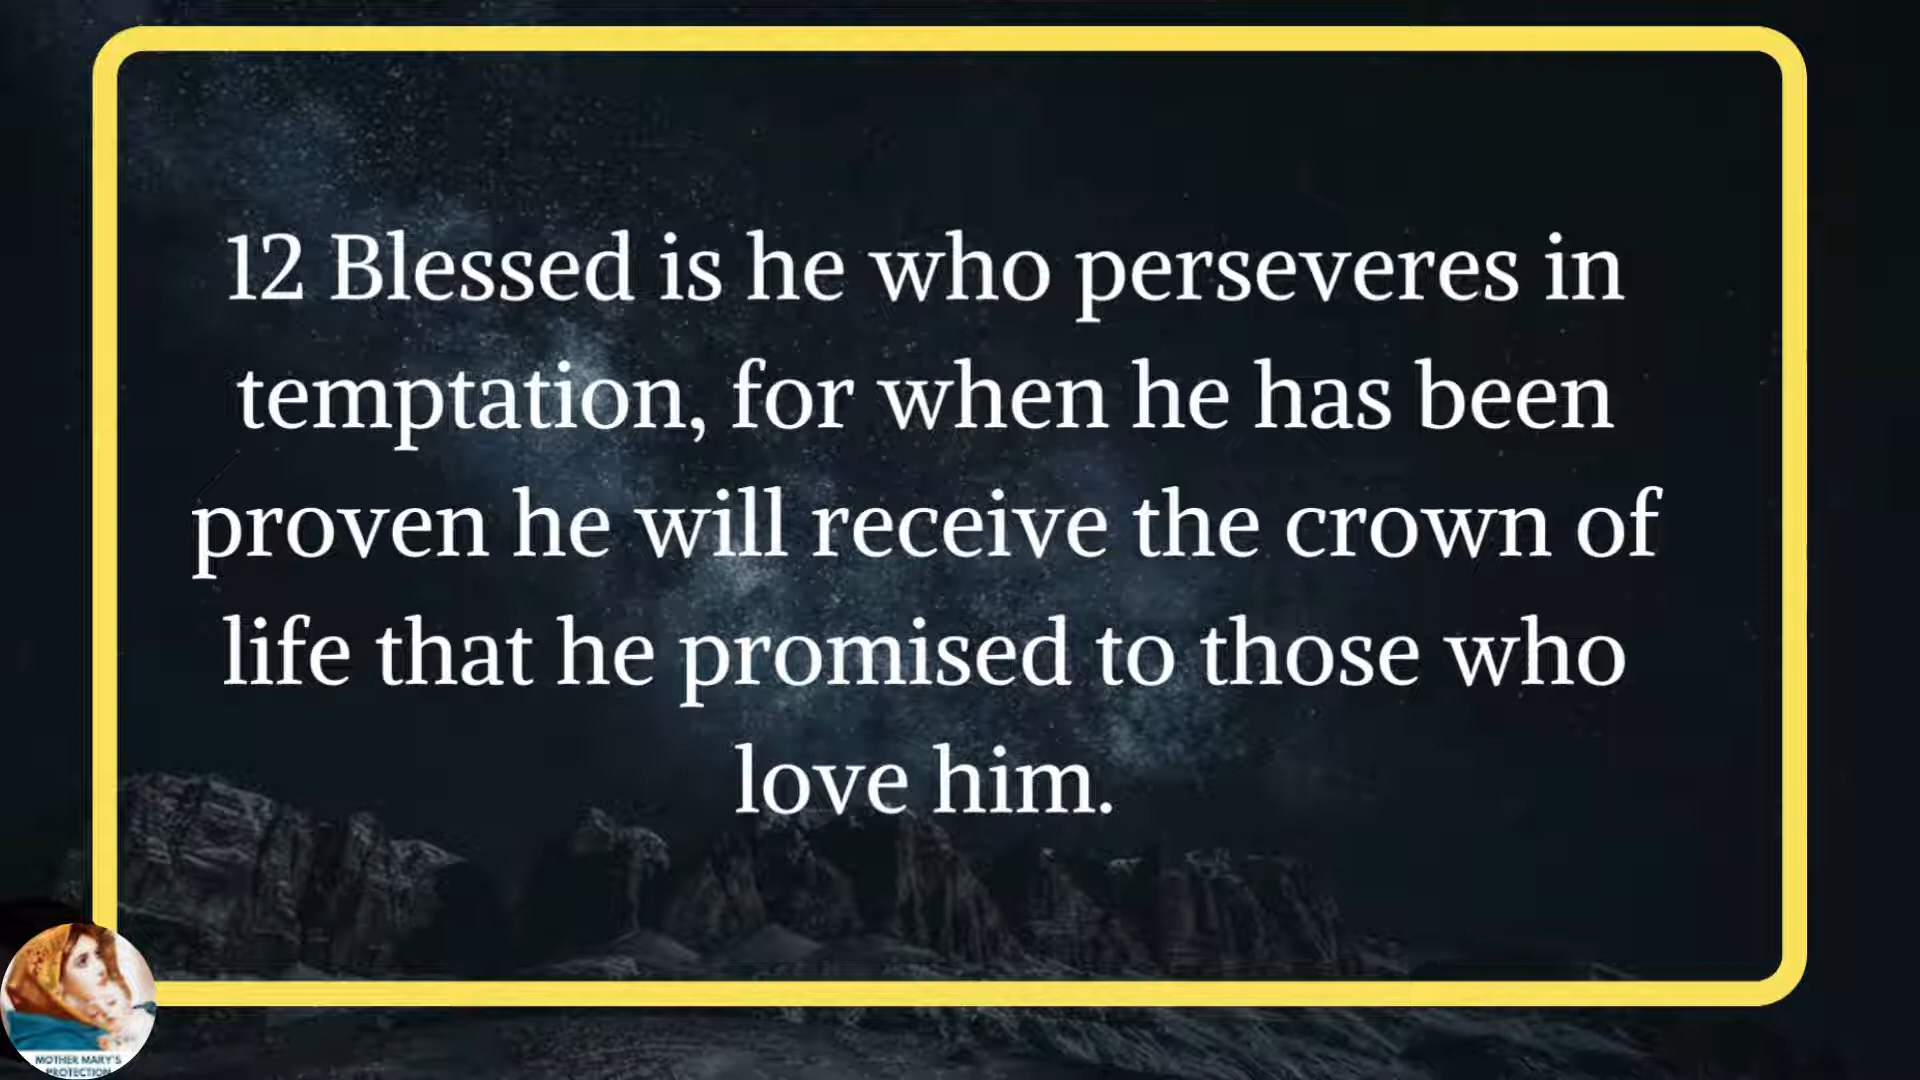 12 Blessed is he who perseveres in
temptation, for when he has been
proven he will receive the crown of
life that he promised to those who
love him.
MOTHER MARY'S
PROTECTION